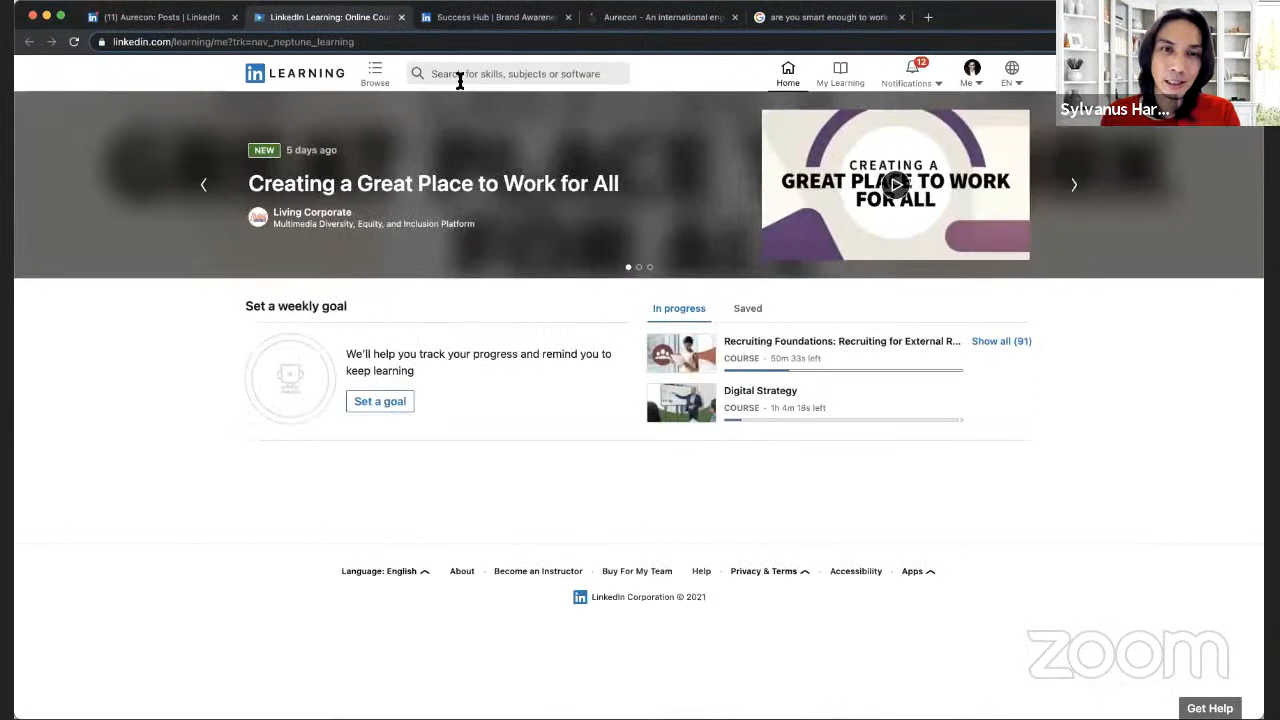 (11) Aurecon: Posts | LinkedIn
LinkedIn Learning: Online Cou
Success Hub | Brand Awarene
Aurecon - An international eng
are you smart enough to work
linkedin.com/learning/me?trk=nav_neptune_learning
in LEARNING
Browse
Search for skills, subjects or software
Home
My Learning
12
Notifications
Me
EN
Sylvanus Har...
NEW
5 days ago
Creating a Great Place to Work for All
Living Corporate
Multimedia Diversity, Equity, and Inclusion Platform
CREATING A
GREAT PLACE TO WORK
FOR ALL
Set a weekly goal
We'll help you track your progress and remind you to
keep learning
Set a goal
In progress
Saved
Recruiting Foundations: Recruiting for External R...
Show all (91)
COURSE · 50m 33s left
Digital Strategy
COURSE · 1h 4m 18s left
Language: English
About
Become an Instructor
Buy For My Team
Help
Privacy & Terms
Accessibility
Apps
in LinkedIn Corporation © 2021
zoom
Get Help